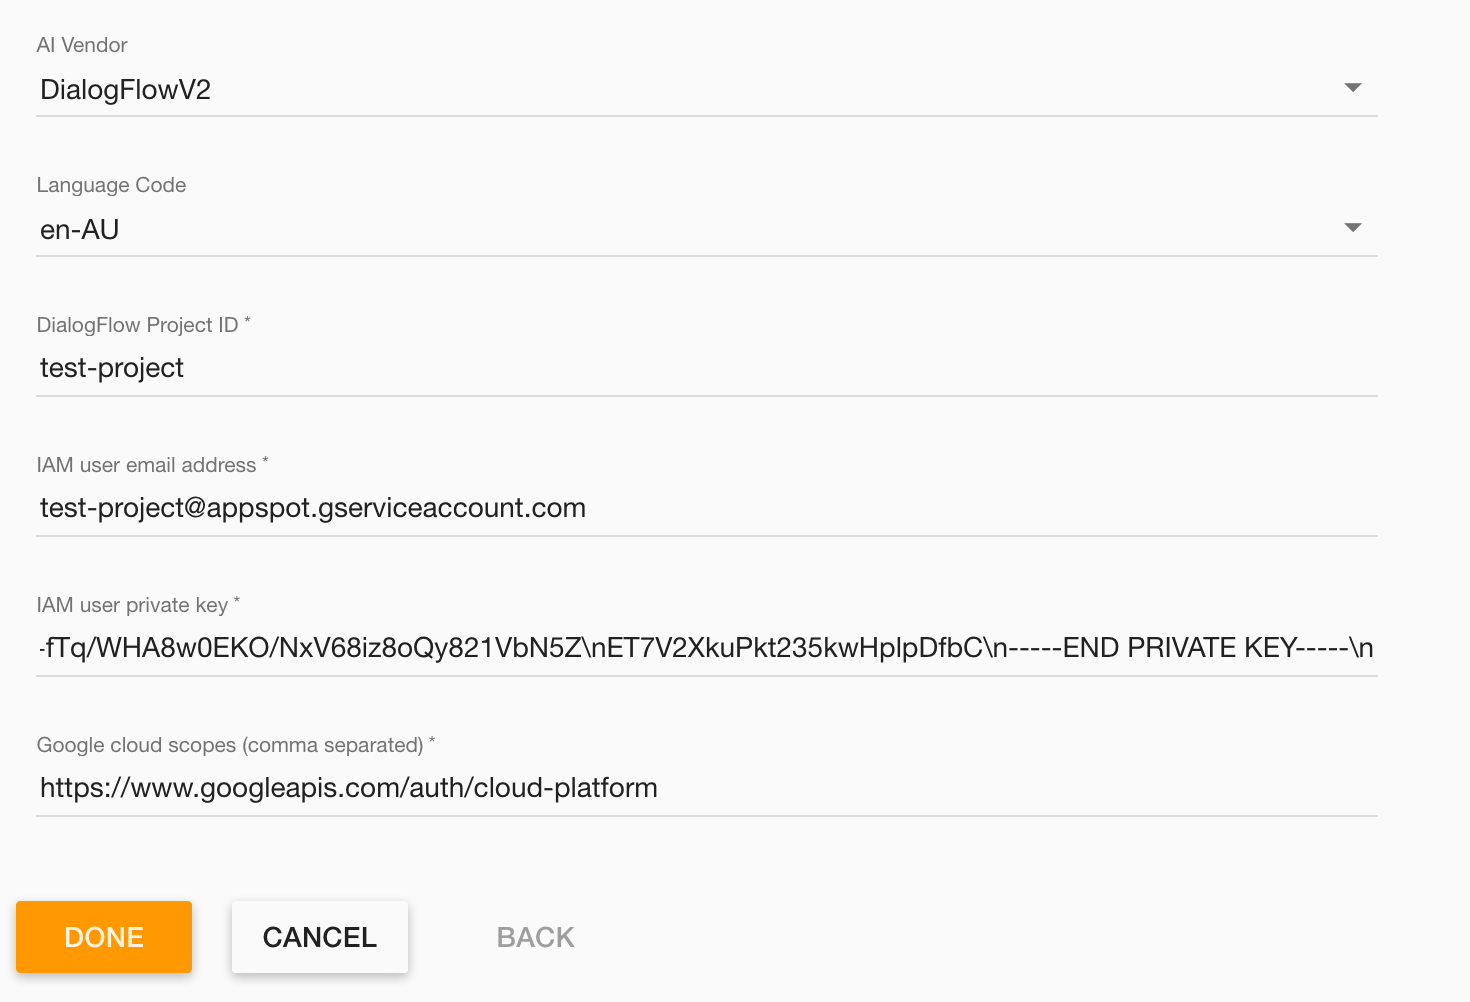 AI Vendor
DialogFlowV2
Language Code
en-AU
DialogFlow Project ID *
test-project
IAM user email address *
test-project@appspot.gserviceaccount.com
IAM user private key *
-fTq/WHA8w0EKO/NxV68iz8oQy821VbN5Z\nET7V2XkuPkt235kwHpIpDfbC\n-----END PRIVATE KEY-----\n
Google cloud scopes (comma separated) *
https://www.googleapis.com/auth/cloud-platform
DONE CANCEL BACK